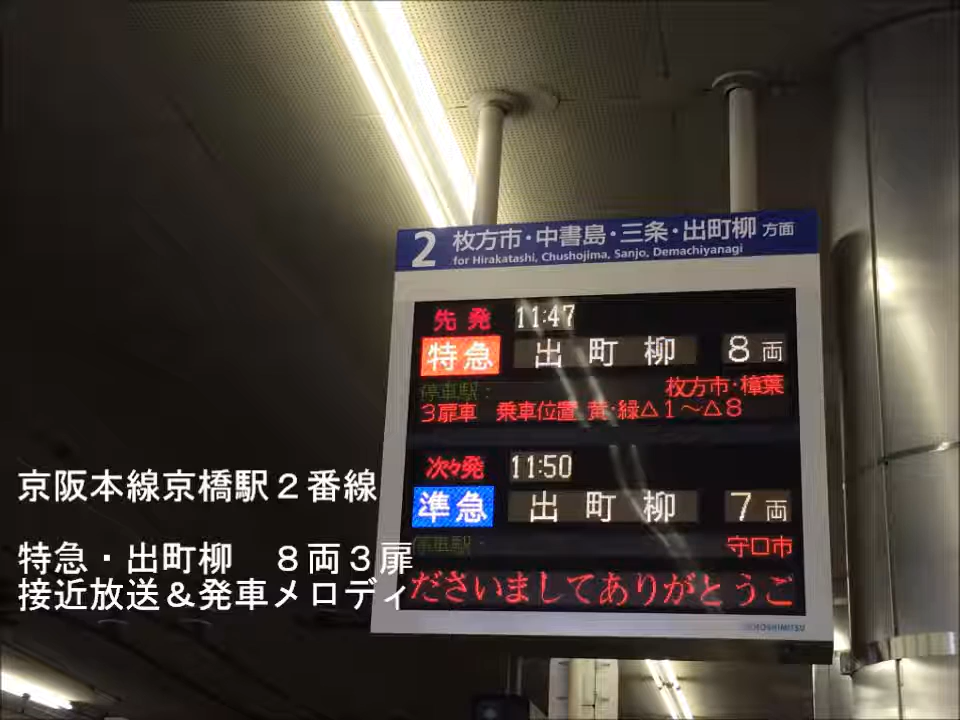 2 枚方市・中書島・三条・出町柳 方面
for Hirakatashi, Chushojima, Sanjo, Demachiyanagi
先発 11:47
特急 出町柳 8両
停車駅： 枚方市・樟葉
3扉車 乗車位置 黄・緑△1～△8
次々発 11:50
準急 出町柳 7両
停車駅： 守口市
ださいましてありがとうご
京阪本線京橋駅２番線
特急・出町柳　８両３扉
接近放送＆発車メロディ